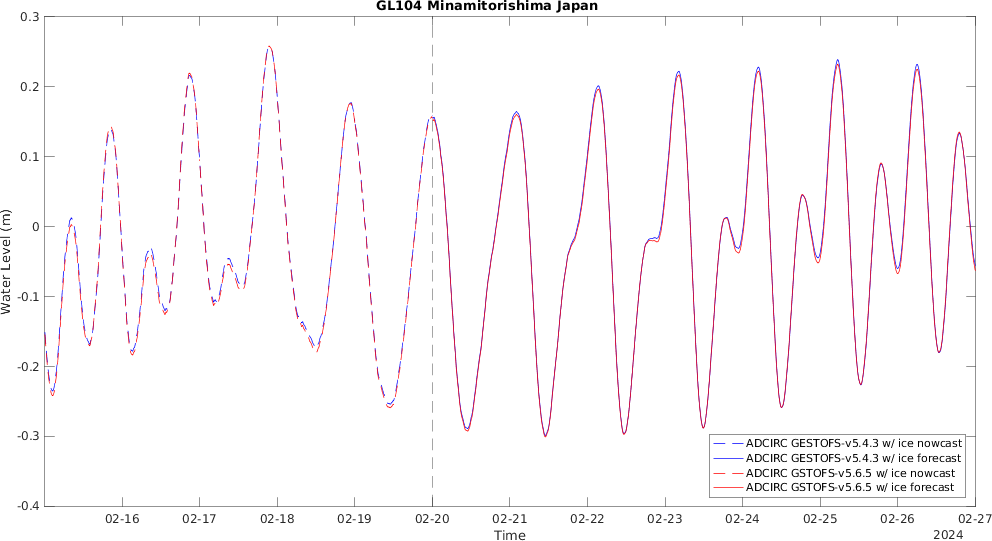 GL104 Minamitorishima Japan
Water Level (m)
0.3
0.2
0.1
0
-0.1
-0.2
-0.3
-0.4
ADCIRC GESTOFS-v5.4.3 w/ ice nowcast
ADCIRC GESTOFS-v5.4.3 w/ ice forecast
ADCIRC GSTOFS-v5.6.5 w/ ice nowcast
ADCIRC GSTOFS-v5.6.5 w/ ice forecast
02-16 02-17 02-18 02-19 02-20 02-21 02-22 02-23 02-24 02-25 02-26 02-27
Time
2024